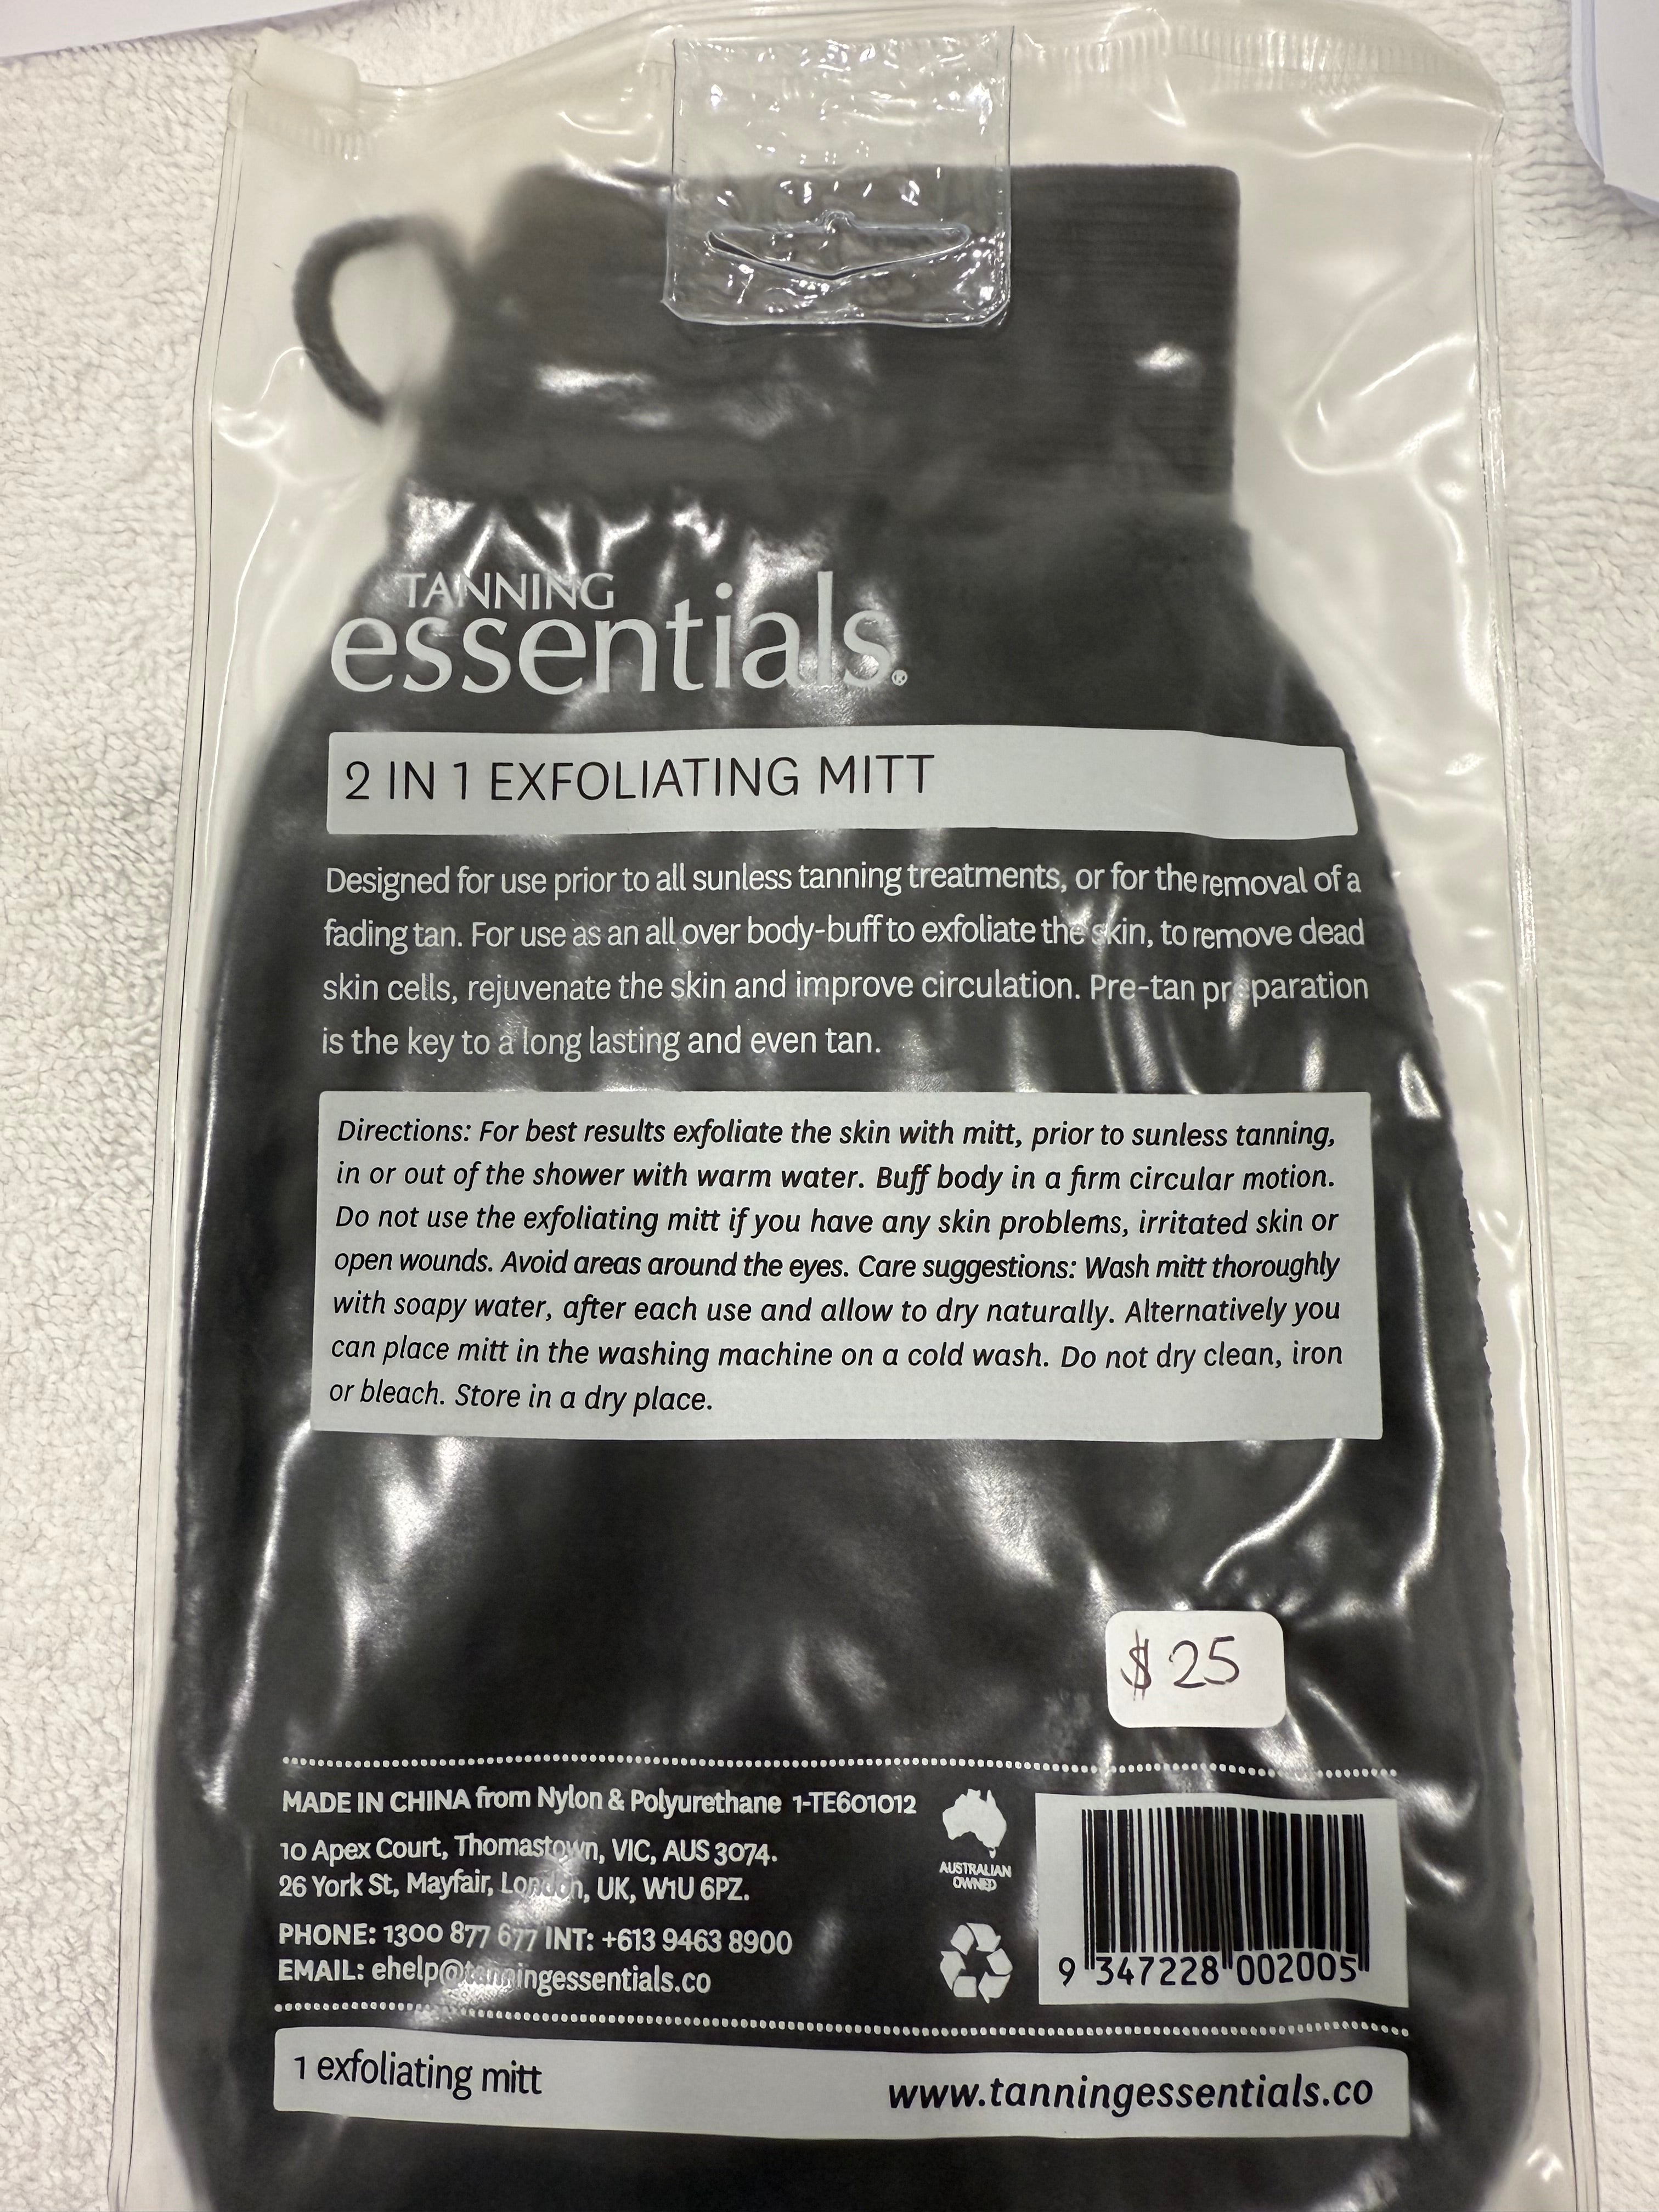 TANNING
essentials®
2 IN 1 EXFOLIATING MITT
Designed for use prior to all sunless tanning treatments, or for the removal of a
fading tan. For use as an all over body-buff to exfoliate the skin, to remove dead
skin cells, rejuvenate the skin and improve circulation. Pre-tan preparation
is the key to a long lasting and even tan.
Directions: For best results exfoliate the skin with mitt, prior to sunless tanning,
in or out of the shower with warm water. Buff body in a firm circular motion.
Do not use the exfoliating mitt if you have any skin problems, irritated skin or
open wounds. Avoid areas around the eyes. Care suggestions: Wash mitt thoroughly
with soapy water, after each use and allow to dry naturally. Alternatively you
can place mitt in the washing machine on a cold wash. Do not dry clean, iron
or bleach. Store in a dry place.
$25
MADE IN CHINA from Nylon & Polyurethane 1-TE601012
10 Apex Court, Thomastown, VIC, AUS 3074.
26 York St, Mayfair, London, UK, W1U 6PZ.
PHONE: 1300 877 677 INT: +613 9463 8900
EMAIL: ehelp@tanningessentials.co
AUSTRALIAN
OWNED
9 347228 002005
1 exfoliating mitt
www.tanningessentials.co